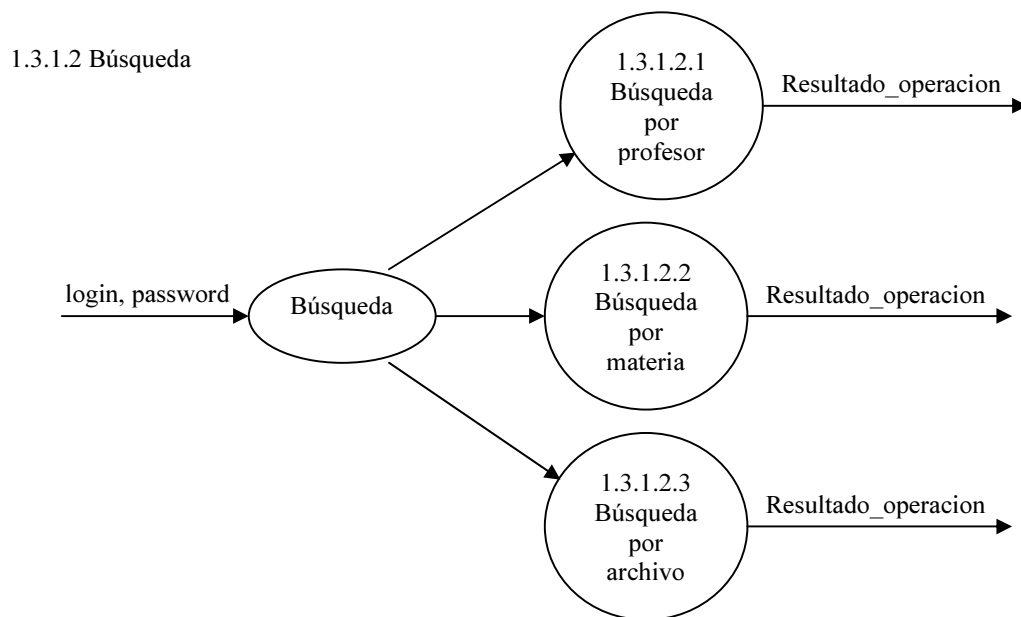 1.3.1.2 Búsqueda
1.3.1.2.1
Búsqueda
por
profesor
Resultado_operacion
login, password
Búsqueda
1.3.1.2.2
Búsqueda
por
materia
Resultado_operacion
1.3.1.2.3
Búsqueda
por
archivo
Resultado_operacion